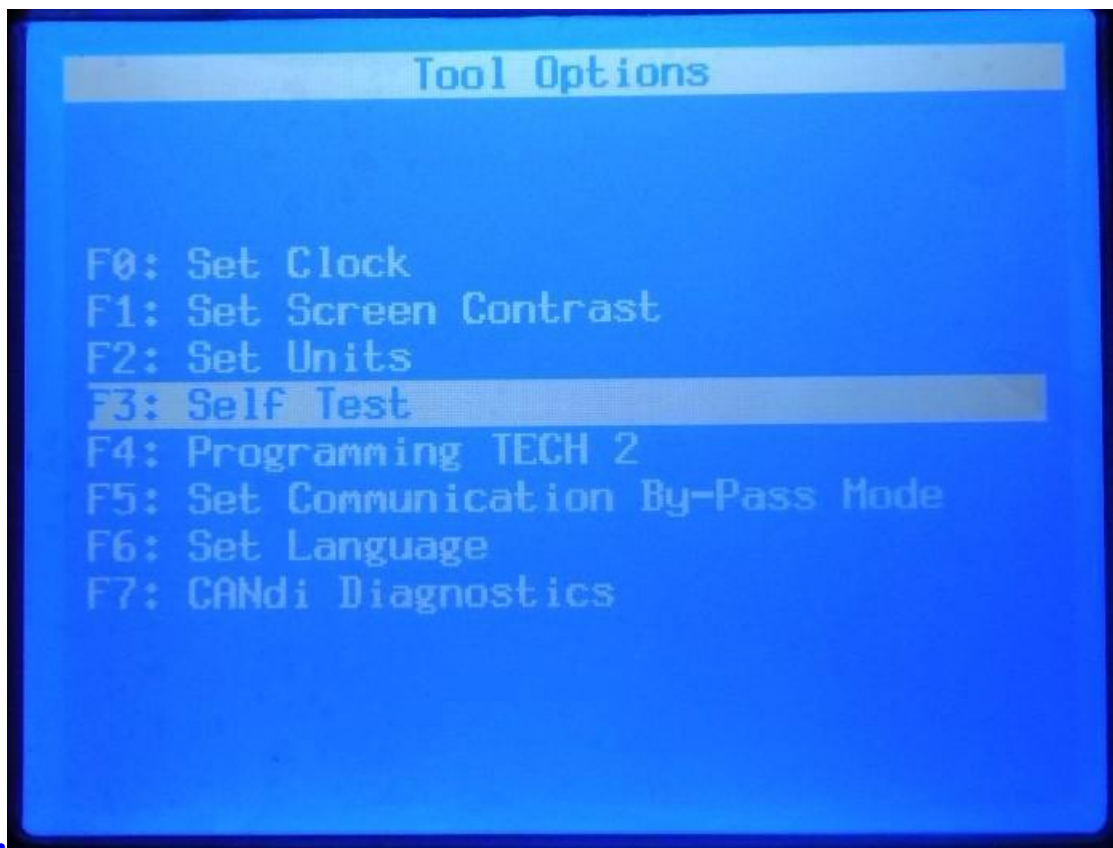 Tool Options
F0: Set Clock
F1: Set Screen Contrast
F2: Set Units
F3: Self Test
F4: Programming TECH 2
F5: Set Communication By-Pass Mode
F6: Set Language
F7: CANdi Diagnostics